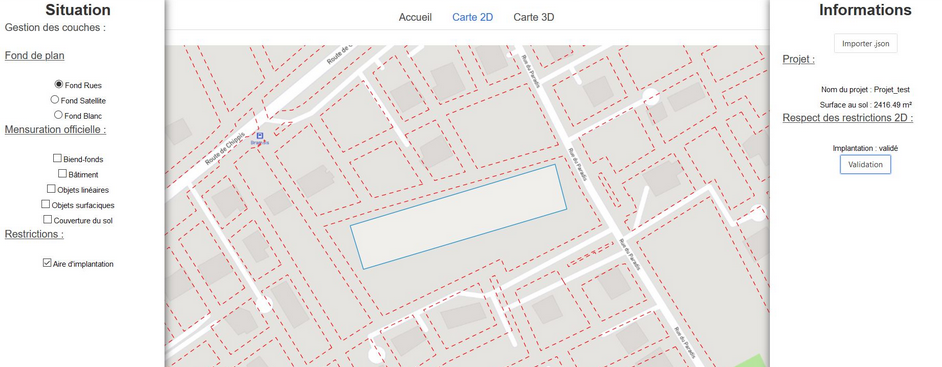 Situation
Gestion des couches :
Fond de plan
Fond Rues
Fond Satellite
Fond Blanc
Mensuration officielle :
Biend-fonds
Bâtiment
Objets linéaires
Objets surfaciques
Couverture du sol
Restrictions :
Aire d'implantation
Accueil
Carte 2D
Carte 3D
Route de C
Rue du Paradis
Route de Chippis
Rue du Paradis
Rue du Paradis
Rue du Paradis
Informations
Importer .json
Projet :
Nom du projet : Projet_test
Surface au sol : 2416.49 m²
Respect des restrictions 2D :
Implantation : validé
Validation